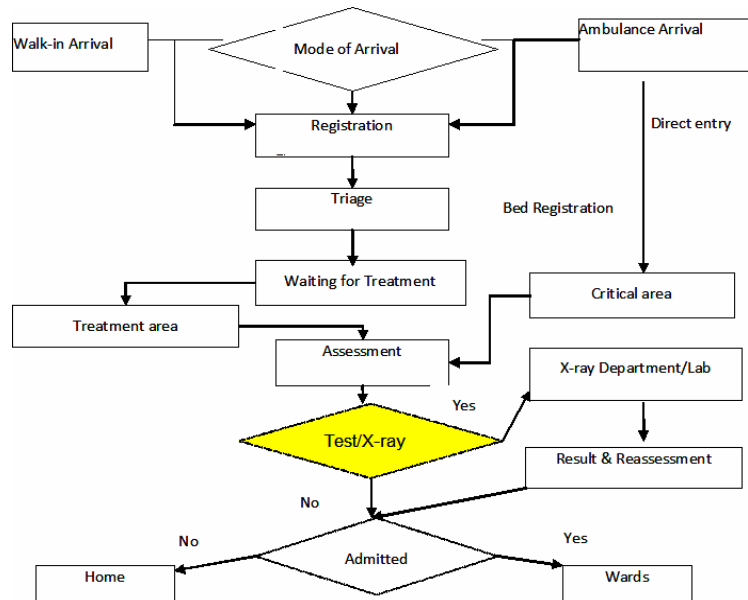 Walk-in Arrival
Mode of Arrival
Ambulance Arrival
Registration
Direct entry
Triage
Bed Registration
Waiting for Treatment
Critical area
Treatment area
Assessment
X-ray Department/Lab
Yes
Test/X-ray
Result & Reassessment
No
No
Admitted
Yes
Home
Wards